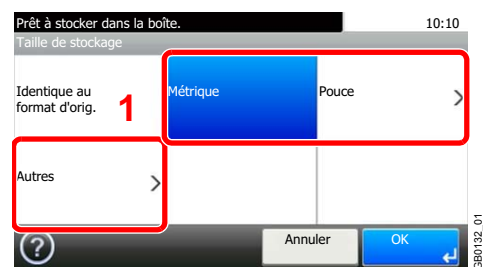 Prêt à stocker dans la boîte. 10:10
Taille de stockage
Identique au
format d'orig.
1
Métrique
Pouce
Autres
?
Annuler
OK
GB0132_01